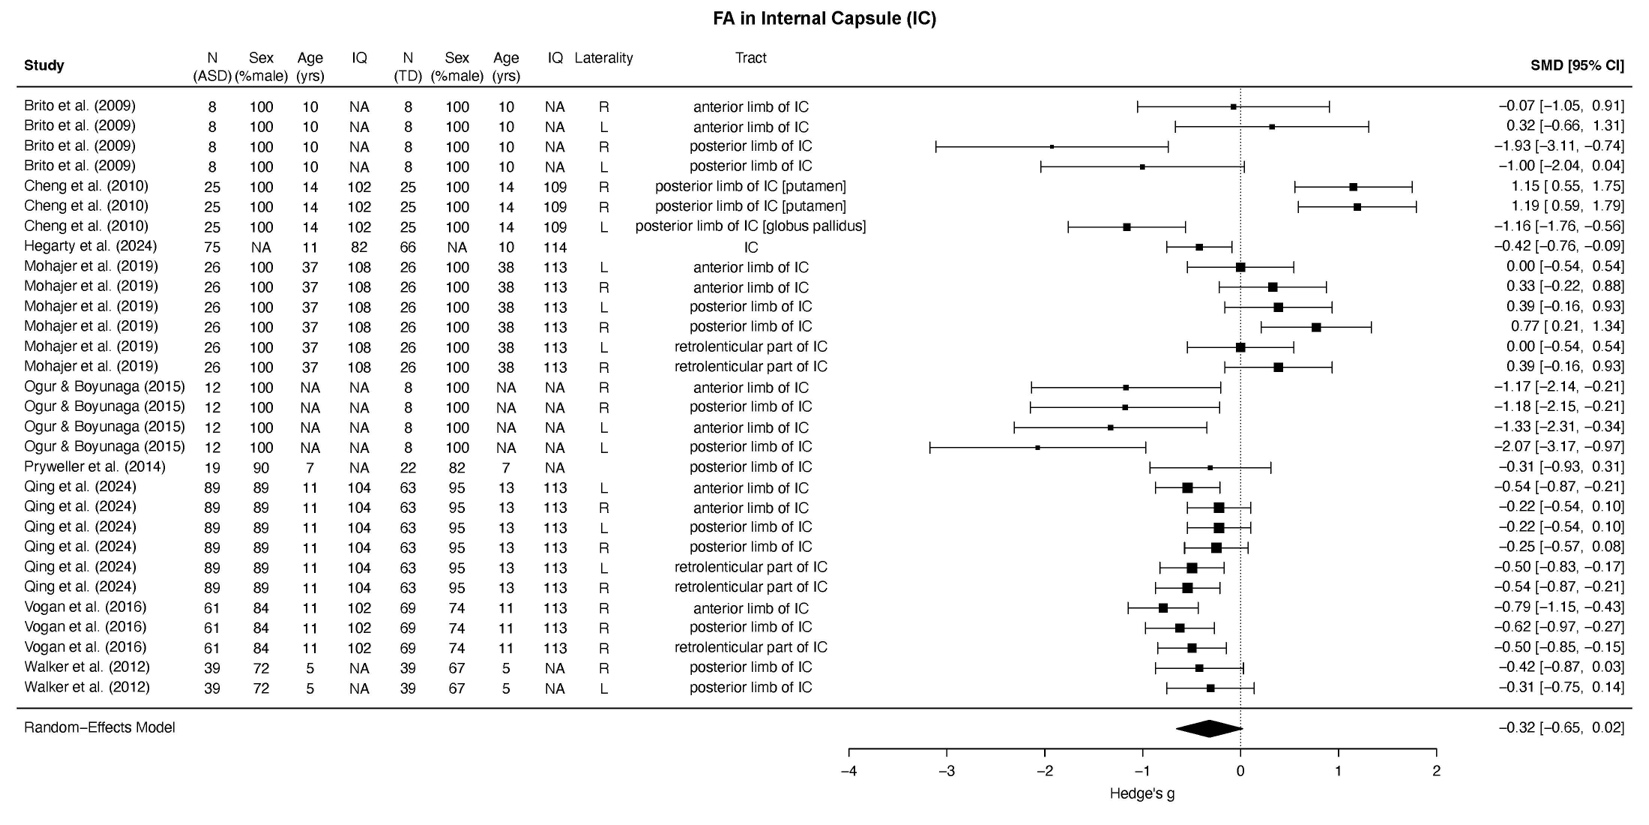 FA in Internal Capsule (IC)
Study N (ASD) Sex (%male) Age (yrs) IQ N (TD) Sex (%male) Age (yrs) IQ Laterality Tract SMD [95% CI]
Brito et al. (2009) 8 100 10 NA 8 100 10 NA R anterior limb of IC −0.07 [−1.05, 0.91]
Brito et al. (2009) 8 100 10 NA 8 100 10 NA L anterior limb of IC 0.32 [−0.66, 1.31]
Brito et al. (2009) 8 100 10 NA 8 100 10 NA R posterior limb of IC −1.93 [−3.11, −0.74]
Brito et al. (2009) 8 100 10 NA 8 100 10 NA L posterior limb of IC −1.00 [−2.04, 0.04]
Cheng et al. (2010) 25 100 14 102 25 100 14 109 R posterior limb of IC [putamen] 1.15 [ 0.55, 1.75]
Cheng et al. (2010) 25 100 14 102 25 100 14 109 R posterior limb of IC [putamen] 1.19 [ 0.59, 1.79]
Cheng et al. (2010) 25 100 14 102 25 100 14 109 L posterior limb of IC [globus pallidus] −1.16 [−1.76, −0.56]
Hegarty et al. (2024) 75 NA 11 82 66 NA 10 114 IC −0.42 [−0.76, −0.09]
Mohajer et al. (2019) 26 100 37 108 26 100 38 113 L anterior limb of IC 0.00 [−0.54, 0.54]
Mohajer et al. (2019) 26 100 37 108 26 100 38 113 R anterior limb of IC 0.33 [−0.22, 0.88]
Mohajer et al. (2019) 26 100 37 108 26 100 38 113 L posterior limb of IC 0.39 [−0.16, 0.93]
Mohajer et al. (2019) 26 100 37 108 26 100 38 113 R posterior limb of IC 0.77 [ 0.21, 1.34]
Mohajer et al. (2019) 26 100 37 108 26 100 38 113 L retrolenticular part of IC 0.00 [−0.54, 0.54]
Mohajer et al. (2019) 26 100 37 108 26 100 38 113 R retrolenticular part of IC 0.39 [−0.16, 0.93]
Ogur & Boyunaga (2015) 12 100 NA NA 8 100 NA NA R anterior limb of IC −1.17 [−2.14, −0.21]
Ogur & Boyunaga (2015) 12 100 NA NA 8 100 NA NA R posterior limb of IC −1.18 [−2.15, −0.21]
Ogur & Boyunaga (2015) 12 100 NA NA 8 100 NA NA L anterior limb of IC −1.33 [−2.31, −0.34]
Ogur & Boyunaga (2015) 12 100 NA NA 8 100 NA NA L posterior limb of IC −2.07 [−3.17, −0.97]
Pryweller et al. (2014) 19 90 7 NA 22 82 7 NA posterior limb of IC −0.31 [−0.93, 0.31]
Qing et al. (2024) 89 89 11 104 63 95 13 113 L anterior limb of IC −0.54 [−0.87, −0.21]
Qing et al. (2024) 89 89 11 104 63 95 13 113 R anterior limb of IC −0.22 [−0.54, 0.10]
Qing et al. (2024) 89 89 11 104 63 95 13 113 L posterior limb of IC −0.22 [−0.54, 0.10]
Qing et al. (2024) 89 89 11 104 63 95 13 113 R posterior limb of IC −0.25 [−0.57, 0.08]
Qing et al. (2024) 89 89 11 104 63 95 13 113 L retrolenticular part of IC −0.50 [−0.83, −0.17]
Qing et al. (2024) 89 89 11 104 63 95 13 113 R retrolenticular part of IC −0.54 [−0.87, −0.21]
Vogan et al. (2016) 61 84 11 102 69 74 11 113 R anterior limb of IC −0.79 [−1.15, −0.43]
Vogan et al. (2016) 61 84 11 102 69 74 11 113 R posterior limb of IC −0.62 [−0.97, −0.27]
Vogan et al. (2016) 61 84 11 102 69 74 11 113 R retrolenticular part of IC −0.50 [−0.85, −0.15]
Walker et al. (2012) 39 72 5 NA 39 67 5 NA R posterior limb of IC −0.42 [−0.87, 0.03]
Walker et al. (2012) 39 72 5 NA 39 67 5 NA L posterior limb of IC −0.31 [−0.75, 0.14]
Random−Effects Model −0.32 [−0.65, 0.02]
−4 −3 −2 −1 0 1 2
Hedge's g